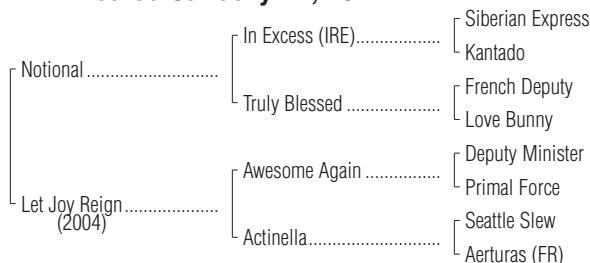 Siberian Express
In Excess (IRE)
Kantado
Notional
French Deputy
Truly Blessed
Love Bunny
Deputy Minister
Awesome Again
Primal Force
Let Joy Reign
(2004)
Seattle Slew
Actinella
Aerturas (FR)